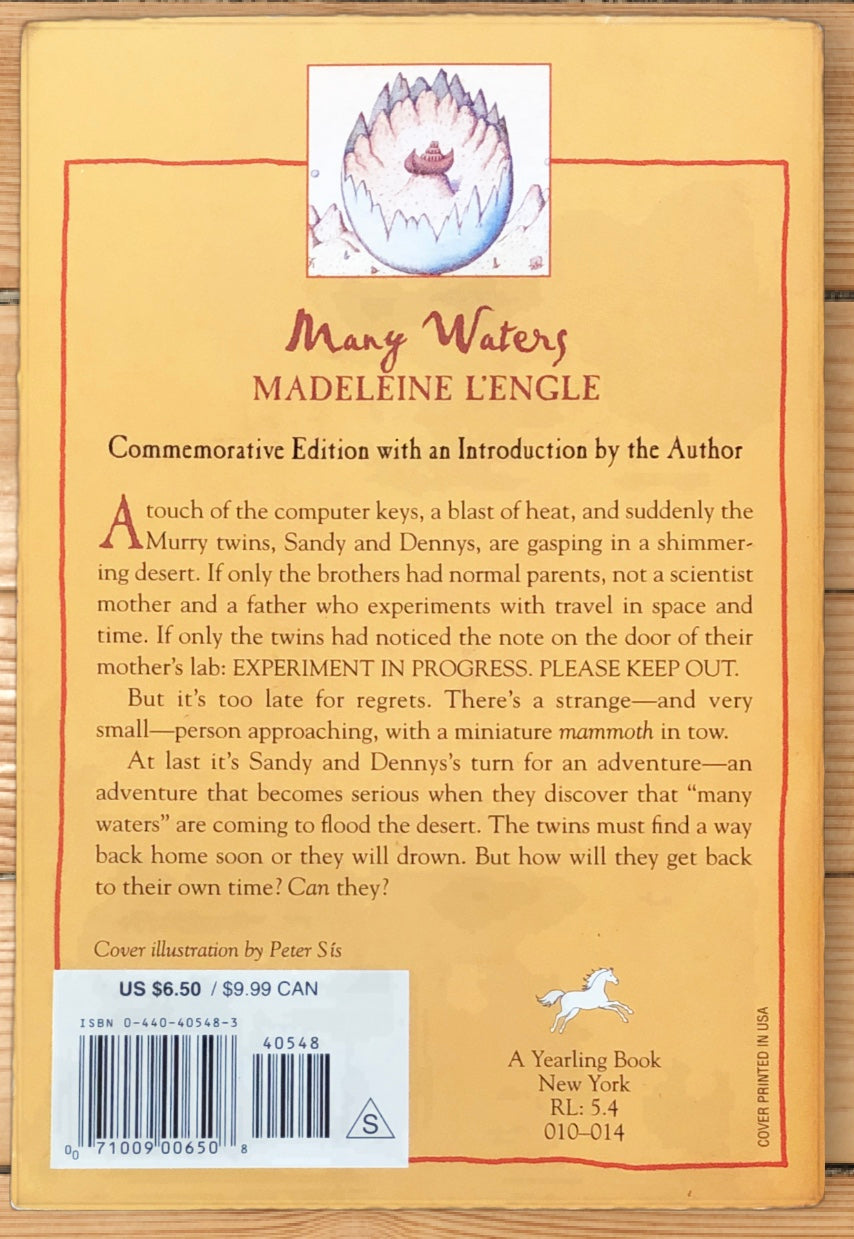 Many Waters
MADELEINE L'ENGLE
Commemorative Edition with an Introduction by the Author
A touch of the computer keys, a blast of heat, and suddenly the
Murry twins, Sandy and Dennys, are gasping in a shimmer-
ing desert. If only the brothers had normal parents, not a scientist
mother and a father who experiments with travel in space and
time. If only the twins had noticed the note on the door of their
mother's lab: EXPERIMENT IN PROGRESS. PLEASE KEEP OUT.
But it's too late for regrets. There's a strange—and very
small—person approaching, with a miniature mammoth in tow.
At last it's Sandy and Dennys's turn for an adventure—an
adventure that becomes serious when they discover that "many
waters" are coming to flood the desert. The twins must find a way
back home soon or they will drown. But how will they get back
to their own time? Can they?
Cover illustration by Peter Sís
US $6.50 / $9.99 CAN
ISBN 0-440-40548-3
40548
0 0 71009 00650 8
S
A Yearling Book
New York
RL: 5.4
010–014
COVER PRINTED IN USA